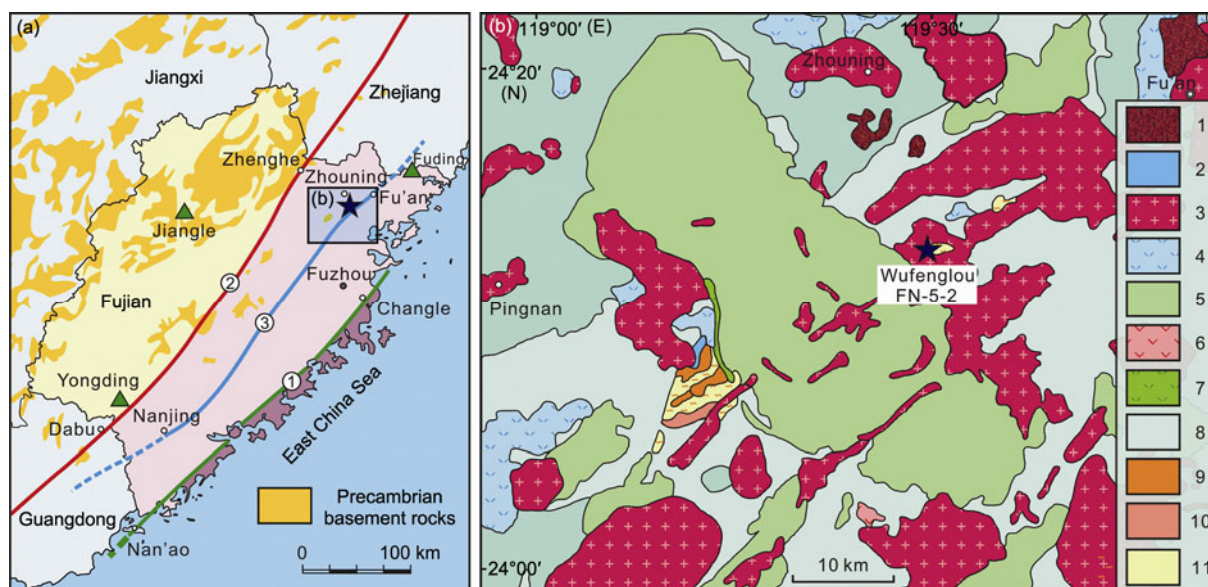 (a)
Jiangxi
Zhejiang
Zhenghe
Zhouning
Fuding
(b)
Fu'an
Jiangle
②
Fuzhou
Fujian
③
Changle
Yongding
①
Nanjing
Dabu
East China Sea
Guangdong
Precambrian
basement rocks
Nan'ao
0 100 km
(b)
119°00′ (E)
119°30′
24°20′
(N)
Zhouning
Fu'an
Wufenglou
FN-5-2
Pingnan
24°00′
10 km
1
2
3
4
5
6
7
8
9
10
11